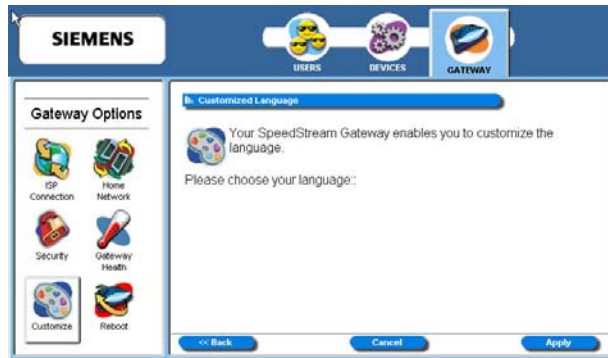 SIEMENS
USERS
DEVICES
GATEWAY
Gateway Options
ISP
Connection
Home
Network
Security
Gateway
Health
Customize
Reboot
Customized Language
Your SpeedStream Gateway enables you to customize the
language.
Please choose your language::
<< Back
Cancel
Apply